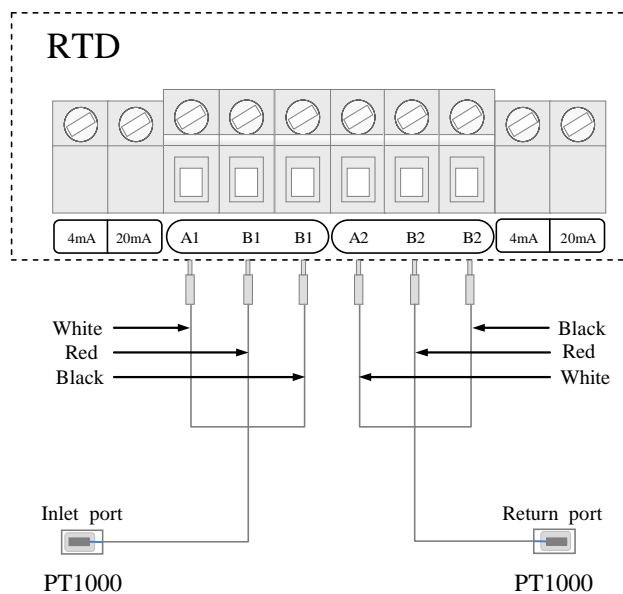 RTD
4mA 20mA A1 B1 B1 A2 B2 B2 4mA 20mA
White Black
Red Red
Black White
Inlet port Return port
PT1000 PT1000